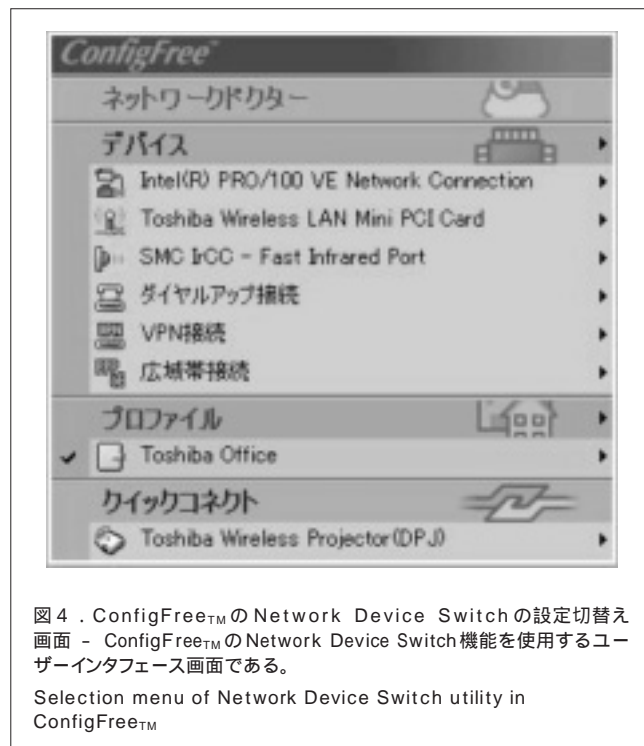 ConfigFree™
ネットワークドクター
デバイス
Intel(R) PRO/100 VE Network Connection
Toshiba Wireless LAN Mini PCI Card
SMC IrCC - Fast Infrared Port
ダイヤルアップ接続
VPN接続
広域帯接続
プロファイル
Toshiba Office
クイックコネクト
Toshiba Wireless Projector(DPJ)
図4．ConfigFreeTMのNetwork Device Switchの設定切替え
画面 － ConfigFreeTMのNetwork Device Switch機能を使用するユー
ザーインタフェース画面である。
Selection menu of Network Device Switch utility in
ConfigFreeTM